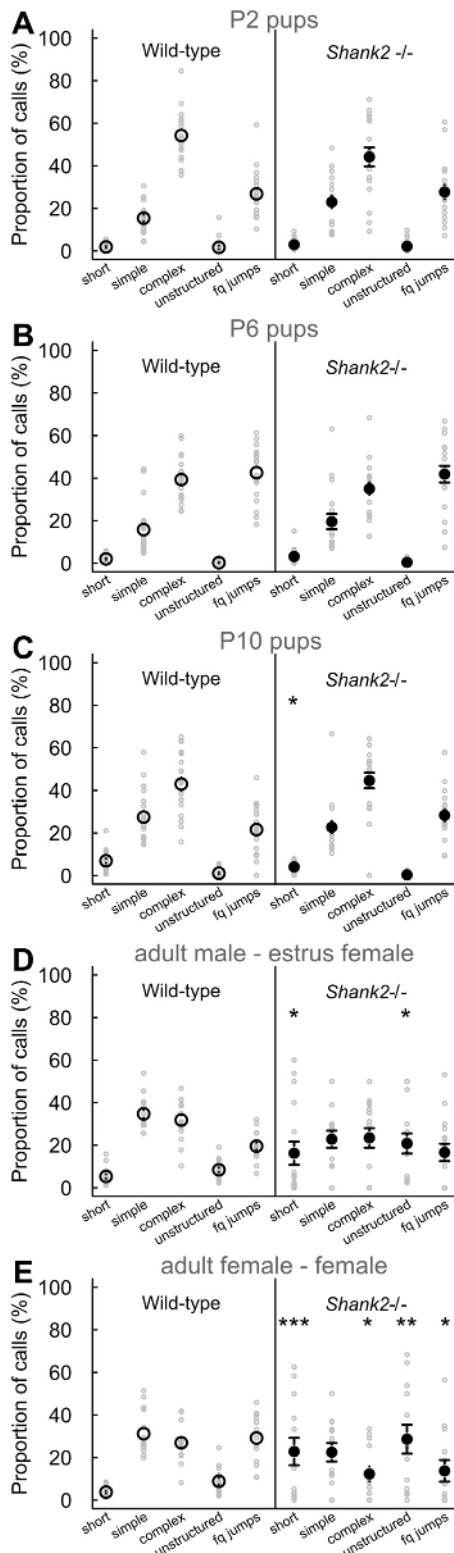 A P2 pups
Wild-type Shank2 -/-
Proportion of calls (%)
100
80
60
40
20
0
short simple complex unstructured fq jumps short simple complex unstructured fq jumps
B P6 pups
Wild-type Shank2-/-
Proportion of calls (%)
100
80
60
40
20
0
short simple complex unstructured fq jumps short simple complex unstructured fq jumps
C P10 pups
Wild-type Shank2-/-
Proportion of calls (%)
100
80
*
60
40
20
0
short simple complex unstructured fq jumps short simple complex unstructured fq jumps
D adult male - estrus female
Wild-type Shank2-/-
Proportion of calls (%)
100
80
* *
60
40
20
0
short simple complex unstructured fq jumps short simple complex unstructured fq jumps
E adult female - female
Wild-type Shank2-/-
Proportion of calls (%)
100
80
*** * ** *
60
40
20
0
short simple complex unstructured fq jumps short simple complex unstructured fq jumps